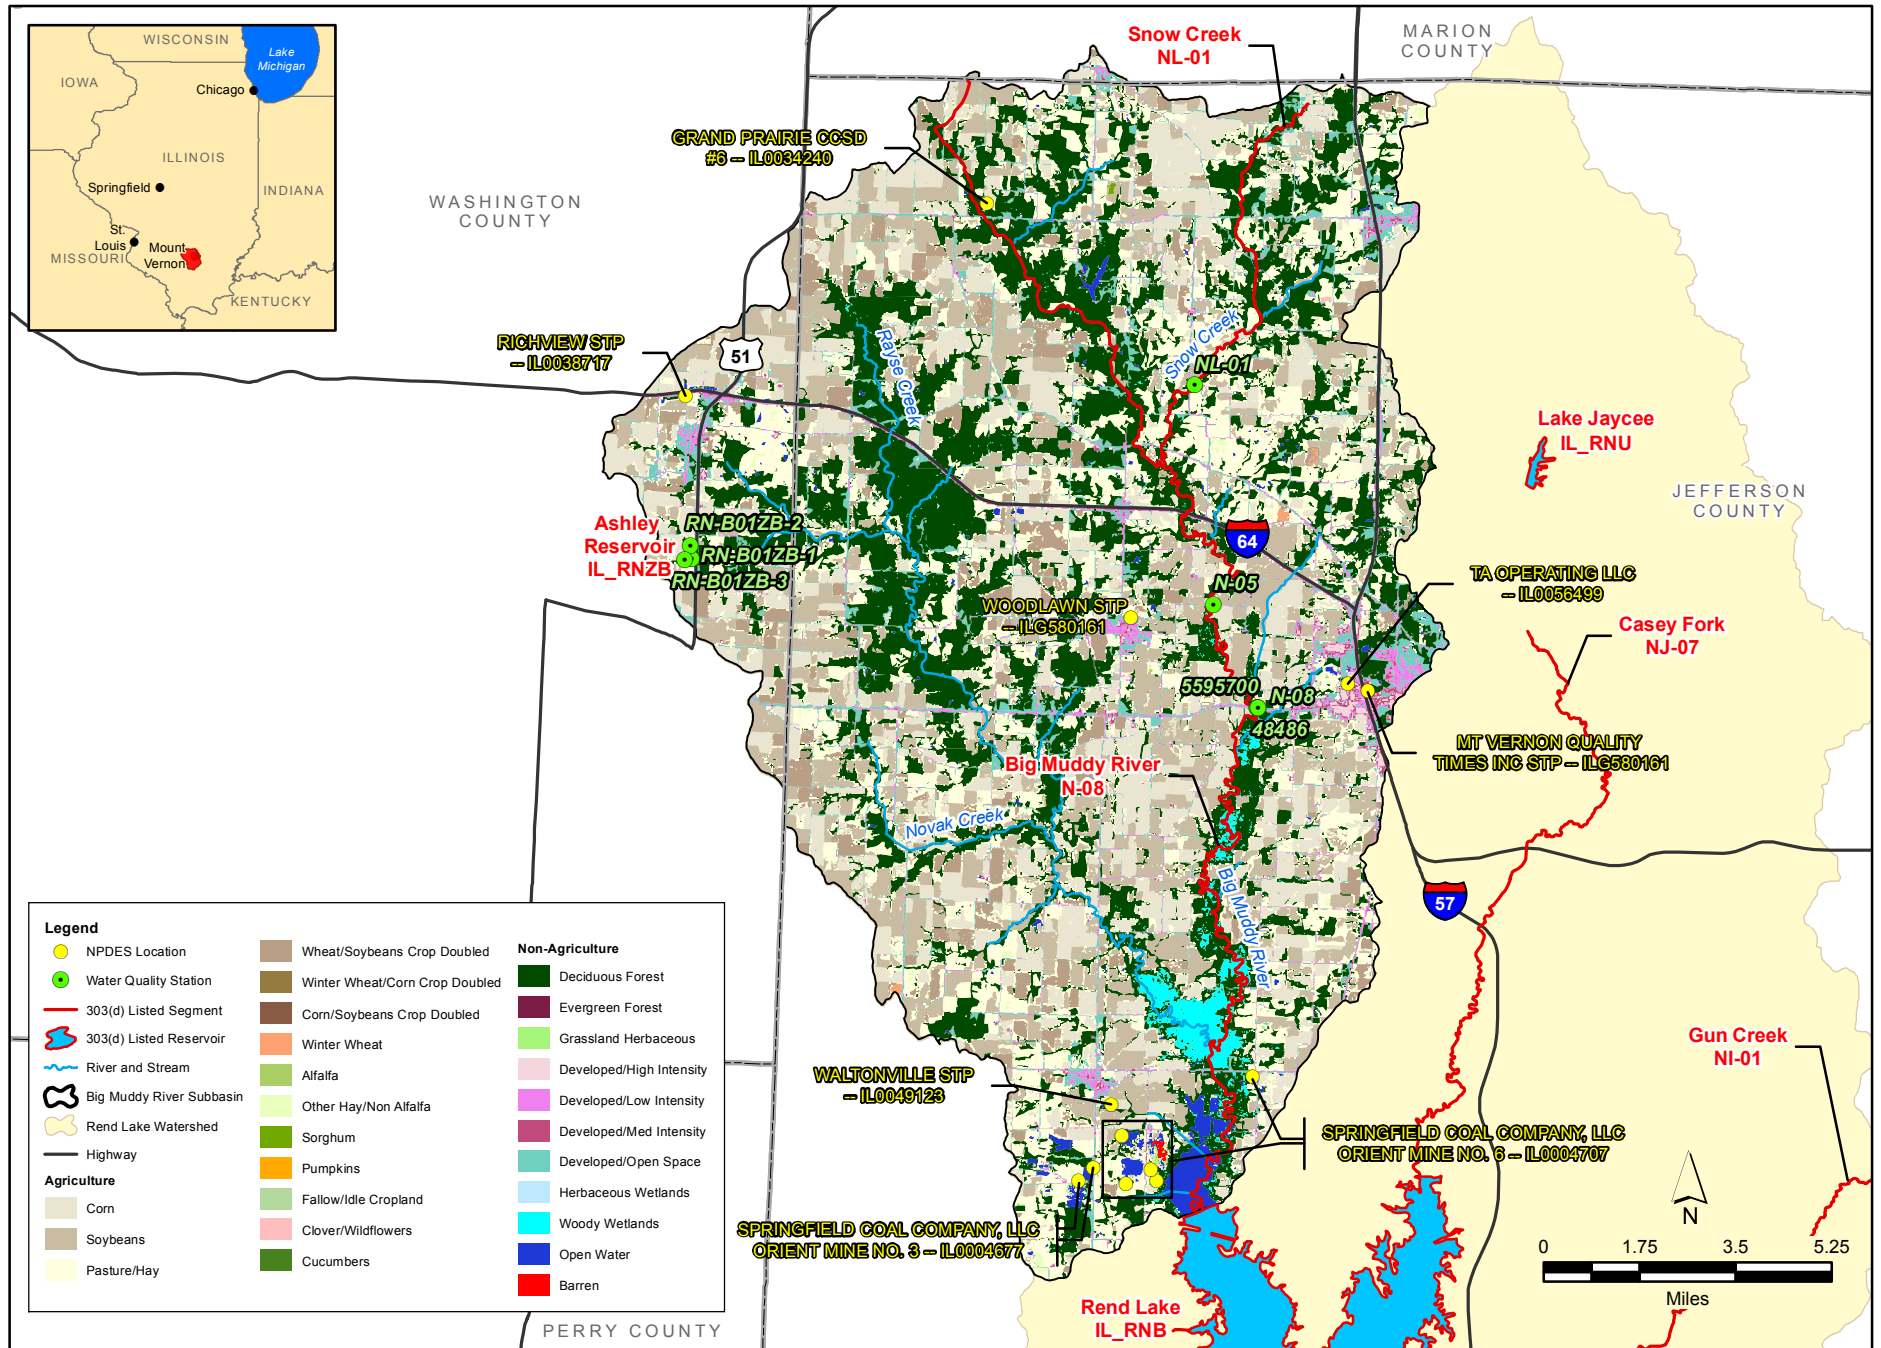 WISCONSIN
Lake
Michigan
IOWA
Chicago
ILLINOIS
Springfield
INDIANA
St.
Louis
Mount
Vernon
MISSOURI
KENTUCKY
Snow Creek
NL-01
MARION
COUNTY
GRAND PRAIRIE CCSD
#6 -- IL0034240
WASHINGTON
COUNTY
RICHVIEW STP
-- IL0038717
51
Rayse Creek
Snow Creek
NL-01
Lake Jaycee
IL_RNU
JEFFERSON
COUNTY
Ashley
Reservoir
IL_RNZB
RN-B01ZB-2
RN-B01ZB-1
RN-B01ZB-3
64
N-05
WOODLAWN STP
-- ILG580161
TA OPERATING LLC
-- IL0056499
Casey Fork
NJ-07
5595700
N-08
48486
MT VERNON QUALITY
TIMES INC STP -- ILG580161
Big Muddy River
N-08
Novak Creek
Big Muddy River
57
Gun Creek
NI-01
WALTONVILLE STP
-- IL0049123
SPRINGFIELD COAL COMPANY, LLC
ORIENT MINE NO. 6 -- IL0004707
SPRINGFIELD COAL COMPANY, LLC
ORIENT MINE NO. 3 -- IL0004677
N
0 1.75 3.5 5.25
Miles
Rend Lake
IL_RNB
PERRY COUNTY
Legend
NPDES Location
Water Quality Station
303(d) Listed Segment
303(d) Listed Reservoir
River and Stream
Big Muddy River Subbasin
Rend Lake Watershed
Highway
Agriculture
Corn
Soybeans
Pasture/Hay
Wheat/Soybeans Crop Doubled
Winter Wheat/Corn Crop Doubled
Corn/Soybeans Crop Doubled
Winter Wheat
Alfalfa
Other Hay/Non Alfalfa
Sorghum
Pumpkins
Fallow/Idle Cropland
Clover/Wildflowers
Cucumbers
Non-Agriculture
Deciduous Forest
Evergreen Forest
Grassland Herbaceous
Developed/High Intensity
Developed/Low Intensity
Developed/Med Intensity
Developed/Open Space
Herbaceous Wetlands
Woody Wetlands
Open Water
Barren